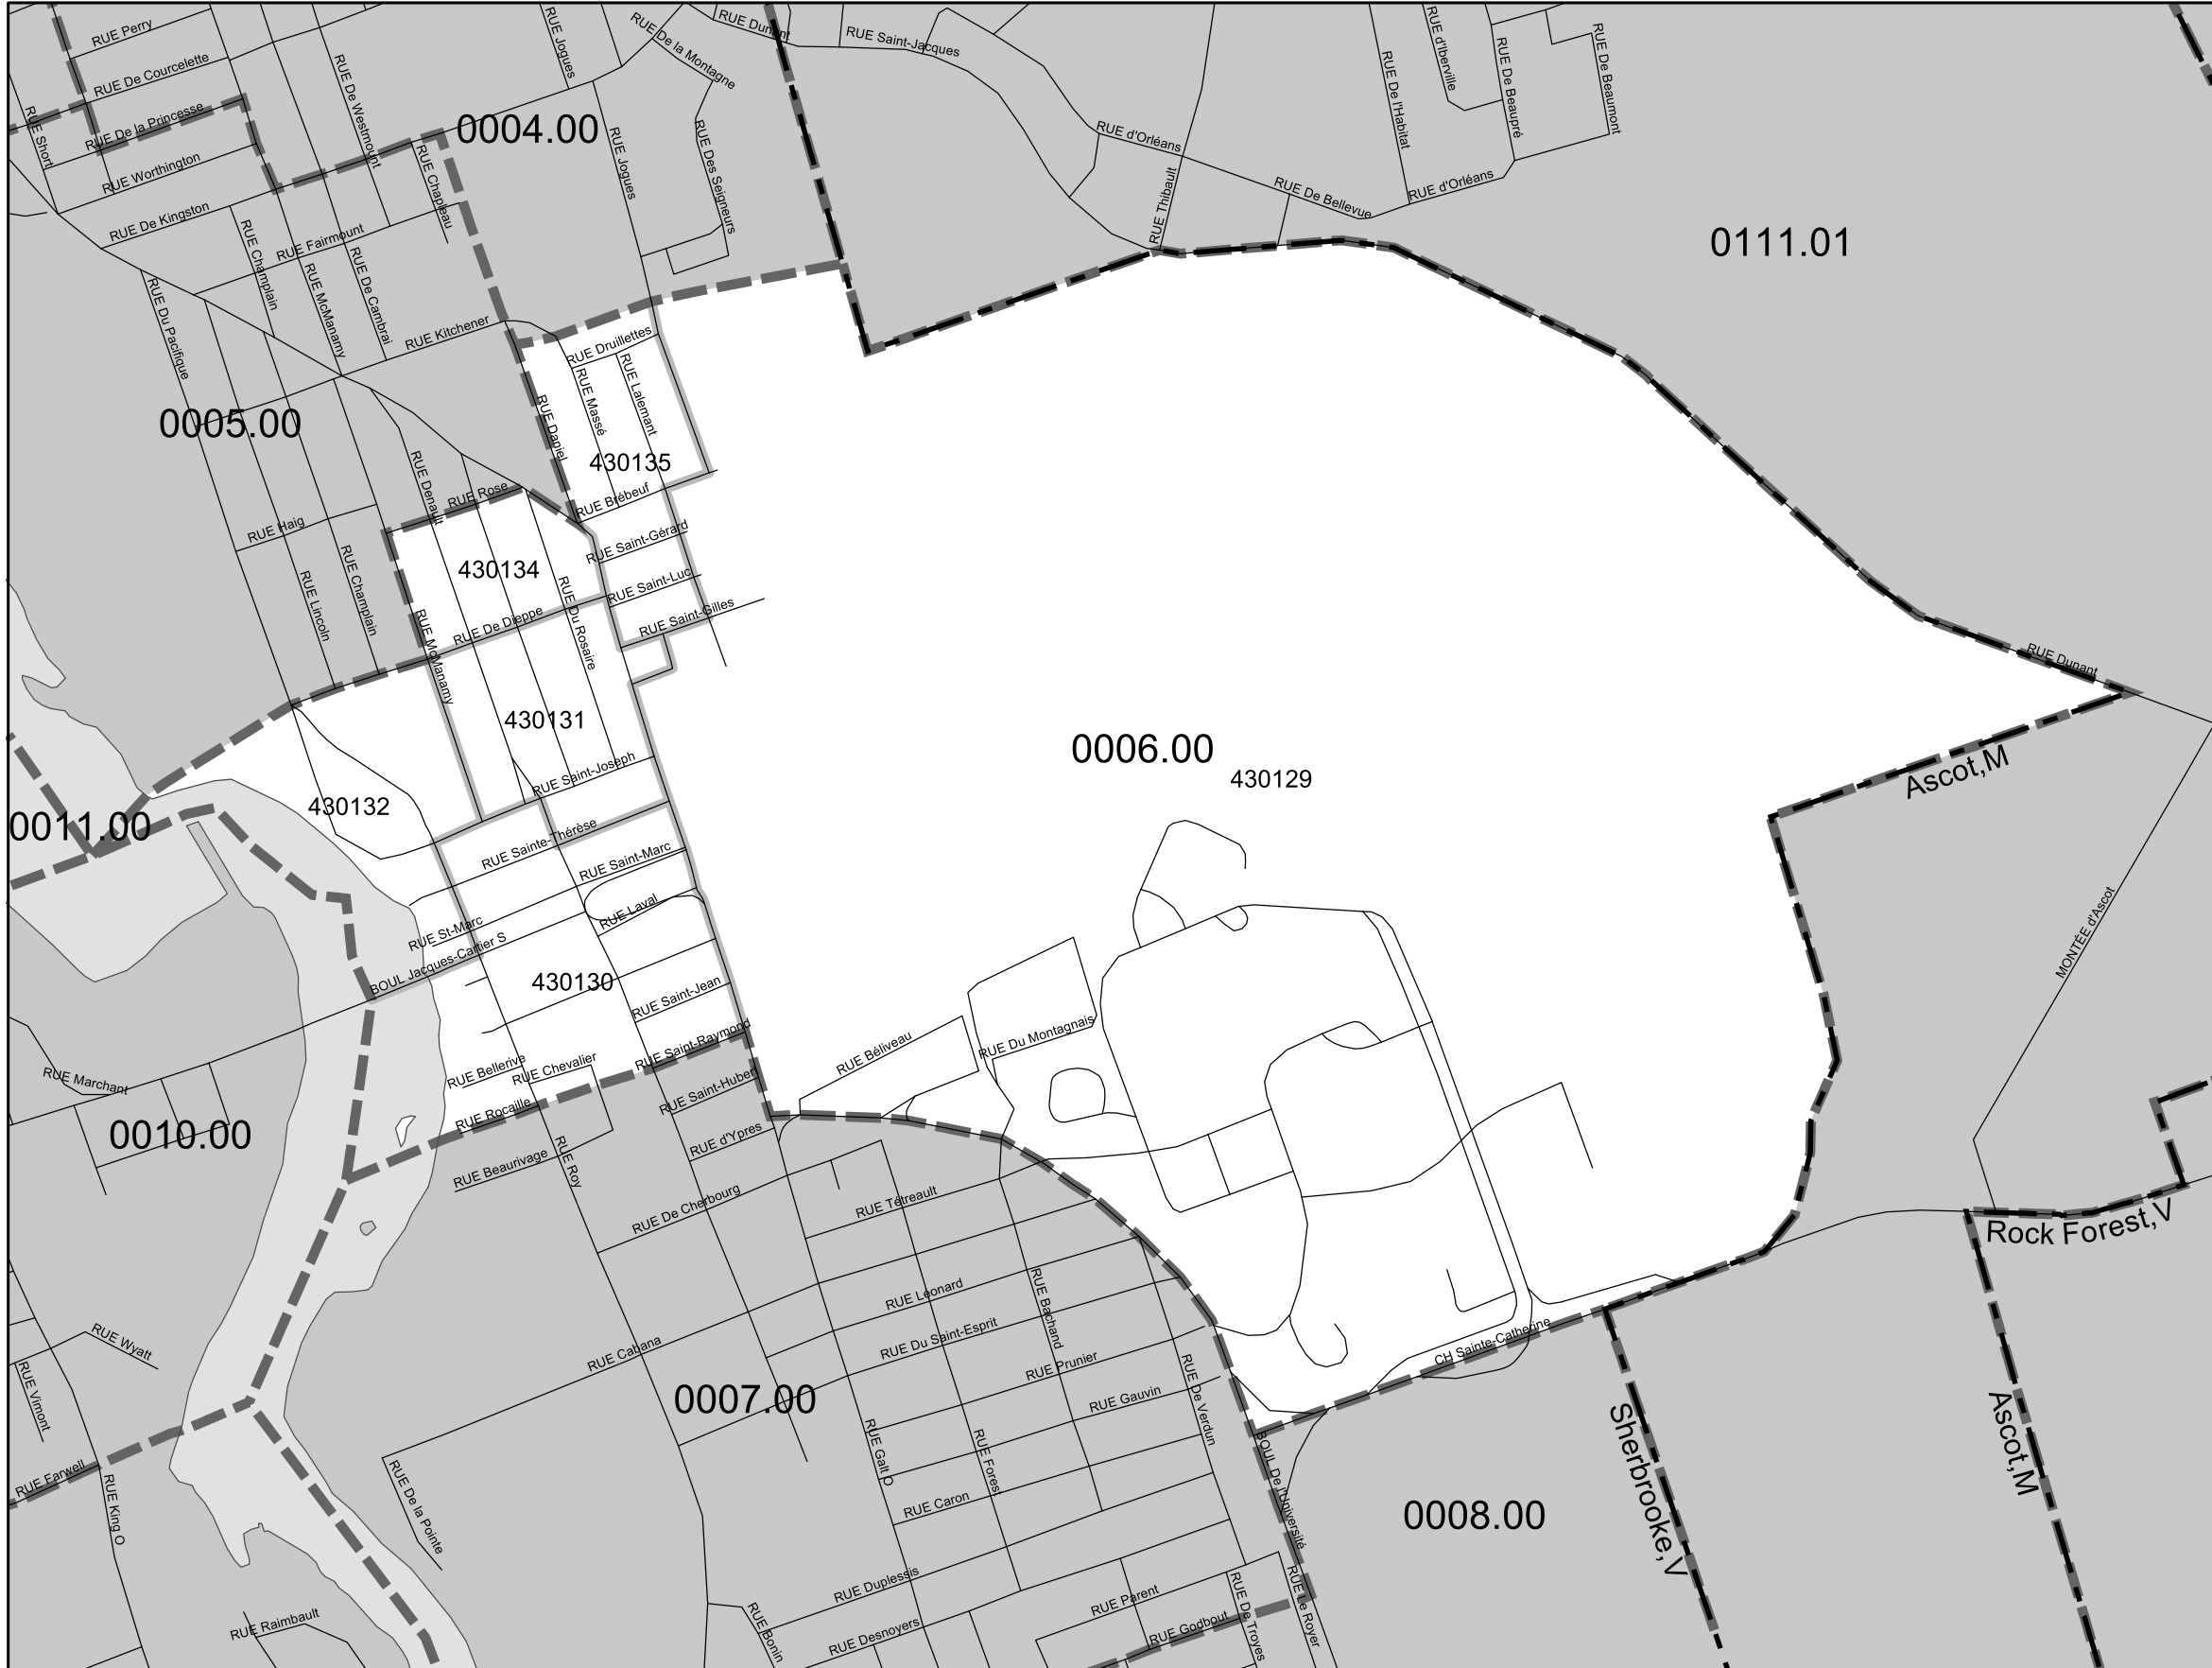 RUE Perry
RUE De Courcelette
RUE De la Princesse
RUE Short
RUE Worthington
RUE De Westmount
RUE Jogues
RUE De la Montagne
RUE Dunant
RUE Saint-Jacques
RUE De l'Habitat
RUE d'Iberville
RUE De Beaupré
RUE De Beaumont
0004.00
RUE Chapleau
RUE Jogues
RUE Des Seigneurs
RUE d'Orléans
RUE Thibault
RUE De Bellevue
RUE d'Orléans
0111.01
RUE De Kingston
RUE Champlain
RUE Fairmount
RUE McManamy
RUE De Cambrai
RUE Du Pacifique
RUE Kitchener
RUE Druillettes
RUE Massé
RUE Lalemant
RUE Daniel
0005.00
430135
RUE Denault
RUE Rose
RUE Brébeuf
RUE Haig
RUE Saint-Gérard
430134
RUE Lincoln
RUE Champlain
RUE McManamy
RUE De Dieppe
RUE Du Rosaire
RUE Saint-Luc
RUE Saint-Gilles
RUE Dunant
430131
0006.00
430129
Ascot,M
RUE Saint-Joseph
430132
0011.00
RUE Sainte-Thérèse
RUE Saint-Marc
RUE Laval
RUE St-Marc
BOUL Jacques-Cartier S
430130
MONTÉE d'Ascot
RUE Saint-Jean
RUE Saint-Raymond
RUE Béliveau
RUE Du Montagnais
RUE Bellerive
RUE Chevalier
RUE Marchant
RUE Saint-Hubert
RUE Rocaille
0010.00
RUE d'Ypres
RUE Beaurivage
RUE Roy
RUE De Cherbourg
RUE Tétreault
Rock Forest,V
RUE Léonard
RUE Bachand
RUE Du Saint-Esprit
RUE Cabana
RUE Wyatt
RUE Vimont
RUE Prunier
CH Sainte-Catherine
RUE De Verdun
0007.00
RUE Gauvin
RUE Galt O
RUE Forest
BOUL De l'Université
Sherbrooke,V
Ascot,M
RUE Farwell
RUE King O
RUE De la Pointe
RUE Caron
0008.00
RUE Duplessis
RUE Parent
RUE De Troyes
RUE Le Royer
RUE Raimbault
RUE Bonin
RUE Desnoyers
RUE Godbout